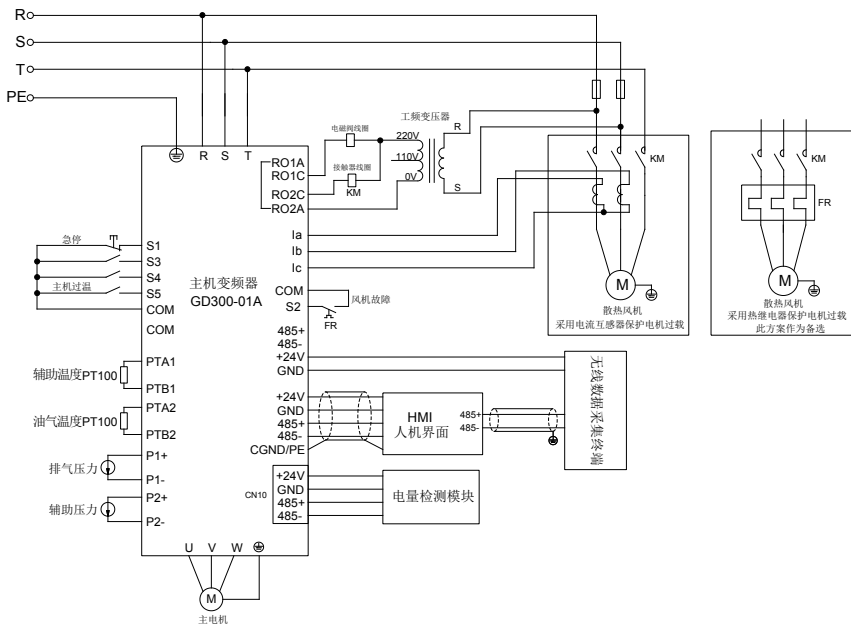 R
S
T
PE
R S T
电磁阀线圈
接触器线圈
KM
220V
110V
0V
工频变压器
R
S
RO1A
RO1C
RO2C
RO2A
Ia
Ib
Ic
COM
S2
风机故障
FR
485+
485-
+24V
GND
+24V
GND
485+
485-
CGND/PE
CN10
+24V
GND
485+
485-
急停
主机过温
S1
S3
S4
S5
COM
COM
主机变频器
GD300-01A
辅助温度PT100
PTA1
PTB1
油气温度PT100
PTA2
PTB2
排气压力
P1+
P1-
辅助压力
P2+
P2-
U V W
M
主电机
HMI
人机界面
485+
485-
无线数据采集终端
电量检测模块
KM
M
散热风机
采用电流互感器保护电机过载
KM
FR
M
散热风机
采用热继电器保护电机过载
此方案作为备选